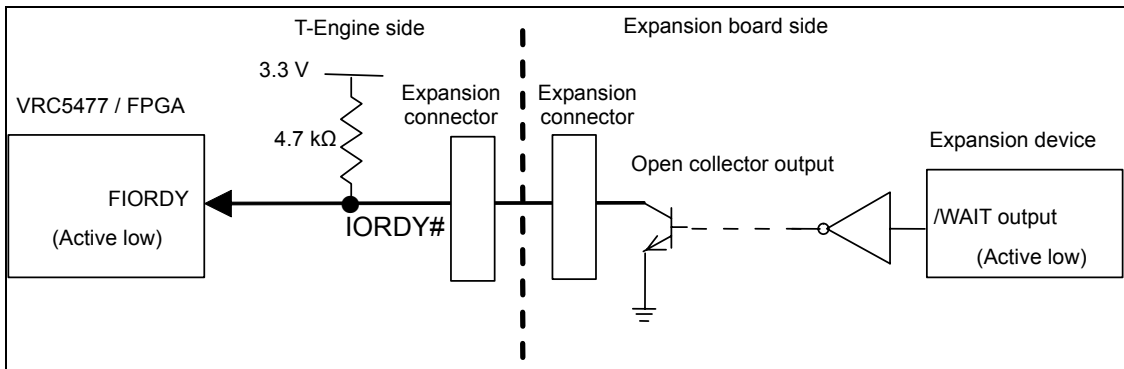 T-Engine side
Expansion board side
3.3 V
VRC5477 / FPGA
Expansion
connector
Expansion
connector
4.7 kΩ
Open collector output
Expansion device
FIORDY
(Active low)
IORDY#
/WAIT output
(Active low)